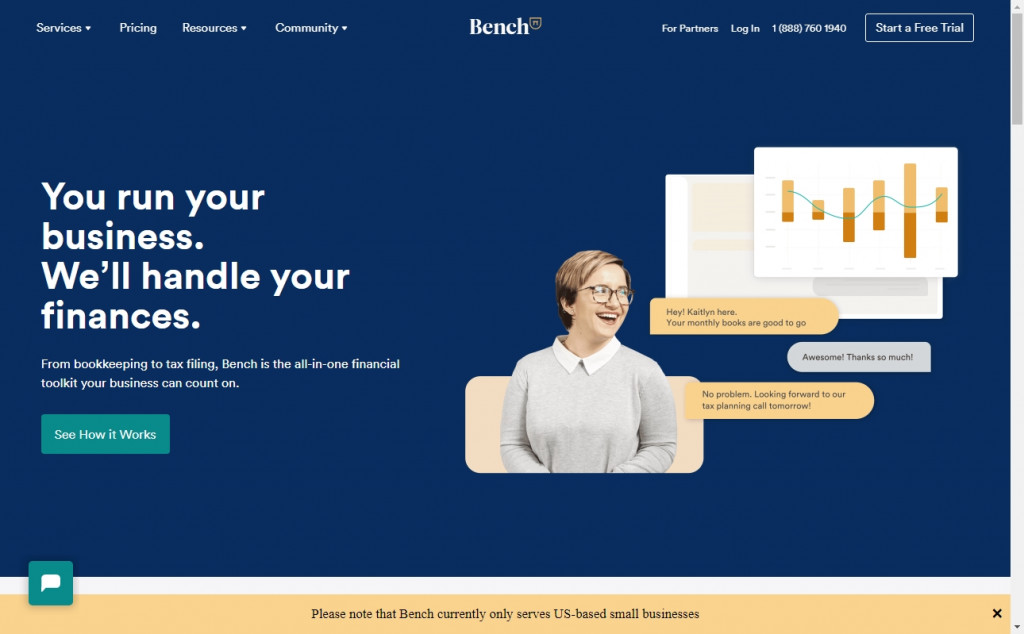 Services
Pricing
Resources
Community
Bench
For Partners
Log In
1 (888) 760 1940
Start a Free Trial
You run your
business.
We’ll handle your
finances.
From bookkeeping to tax filing, Bench is the all-in-one financial
toolkit your business can count on.
See How it Works
Hey! Kaitlyn here.
Your monthly books are good to go
Awesome! Thanks so much!
No problem. Looking forward to our
tax planning call tomorrow!
Please note that Bench currently only serves US-based small businesses